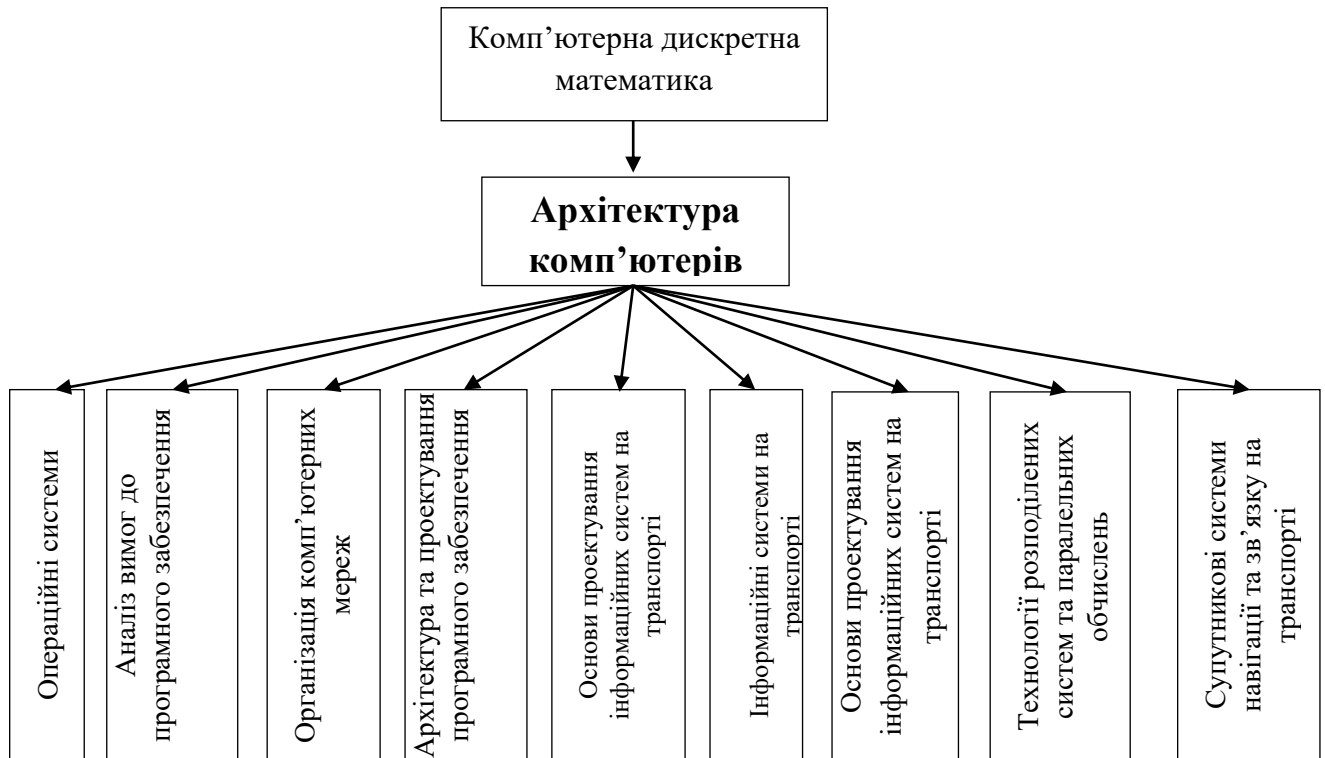 Комп’ютерна дискретна
математика
Архітектура
комп’ютерів
Операційні системи
Аналіз вимог до
програмного забезпечення
Організація комп’ютерних
мереж
Архітектура та проектування
програмного забезпечення
Основи проектування
інформаційних систем на
транспорті
Інформаційні системи на
транспорті
Основи проектування
інформаційних систем на
транспорті
Технології розподілених
систем та паралельних
обчислень
Супутникові системи
навігації та зв’язку на
транспорті